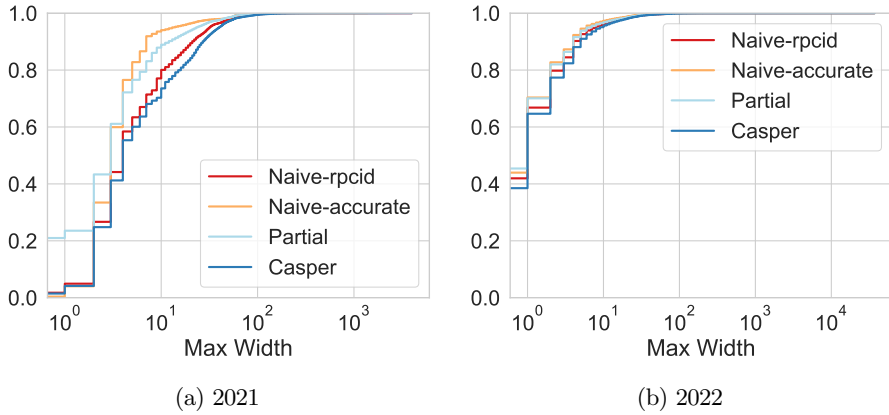 1.0
0.8
0.6
0.4
0.2
0.0
10^0 10^1 10^2 10^3
Max Width
Naive-rpcid
Naive-accurate
Partial
Casper
(a) 2021
1.0
0.8
0.6
0.4
0.2
0.0
10^0 10^1 10^2 10^3 10^4
Max Width
Naive-rpcid
Naive-accurate
Partial
Casper
(b) 2022